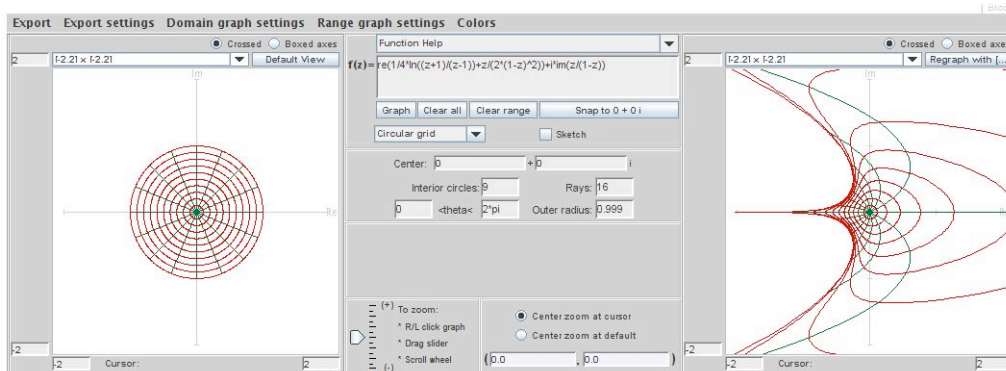 Export Export settings Domain graph settings Range graph settings Colors
Crossed Boxed axes
2 [-2.2] x [-2.2] Default View
Im
Re
-2
-2 Cursor: 2
Function Help
f(z)= re(1/4*ln((z+1)/(z-1))+z/(2*(1-z)^2))+i*im(z/(1-z))
Graph Clear all Clear range Snap to 0 + 0 i
Circular grid Sketch
Center: 0 + 0 i
Interior circles: 9 Rays: 16
0 <theta< 2*pi Outer radius: 0.999
(+) To zoom:
* R/L click graph
* Drag slider
* Scroll wheel
(-)
Center zoom at cursor
Center zoom at default
( 0.0 , 0.0 )
Crossed Boxed axes
2 [-2.2] x [-2.2] Regraph with [...
Im
Re
-2
-2 Cursor: 2